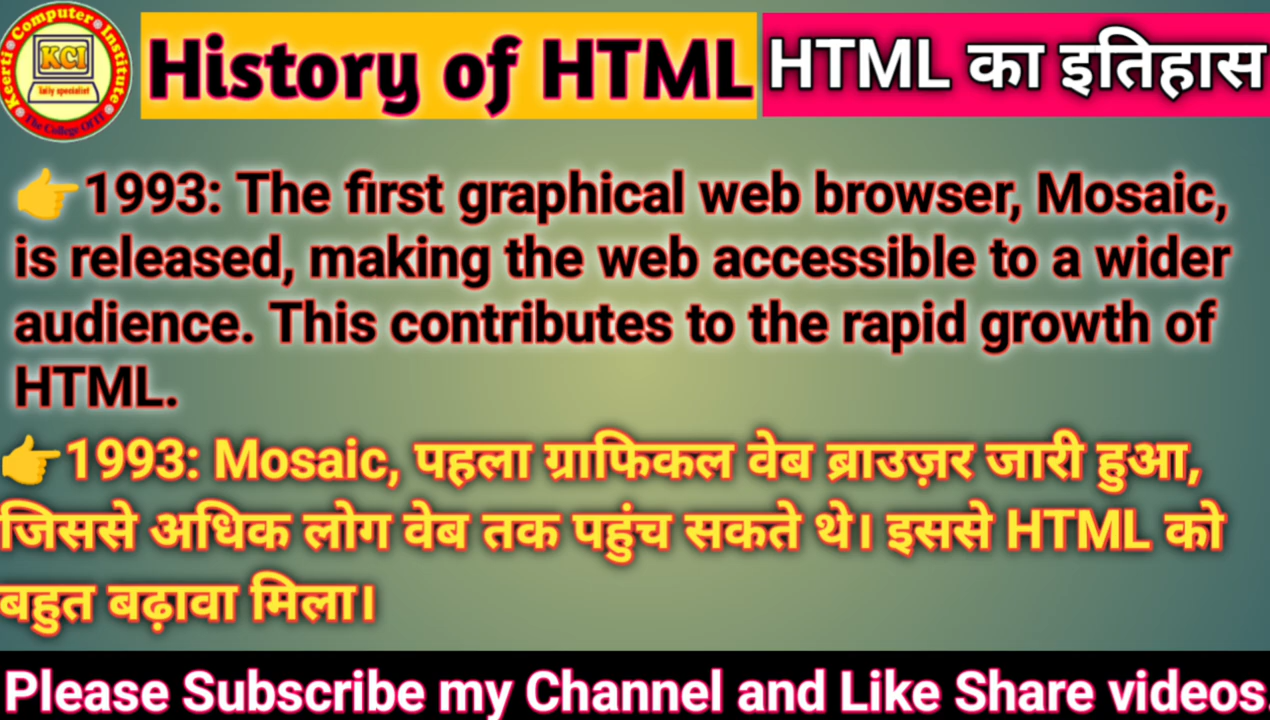 Keerti Computer Institute
KCI
Tally specialist
The College Of IT
History of HTML
HTML का इतिहास
👉1993: The first graphical web browser, Mosaic,
is released, making the web accessible to a wider
audience. This contributes to the rapid growth of
HTML.
👉1993: Mosaic, पहला ग्राफिकल वेब ब्राउज़र जारी हुआ,
जिससे अधिक लोग वेब तक पहुंच सकते थे। इससे HTML को
बहुत बढ़ावा मिला।
Please Subscribe my Channel and Like Share videos.